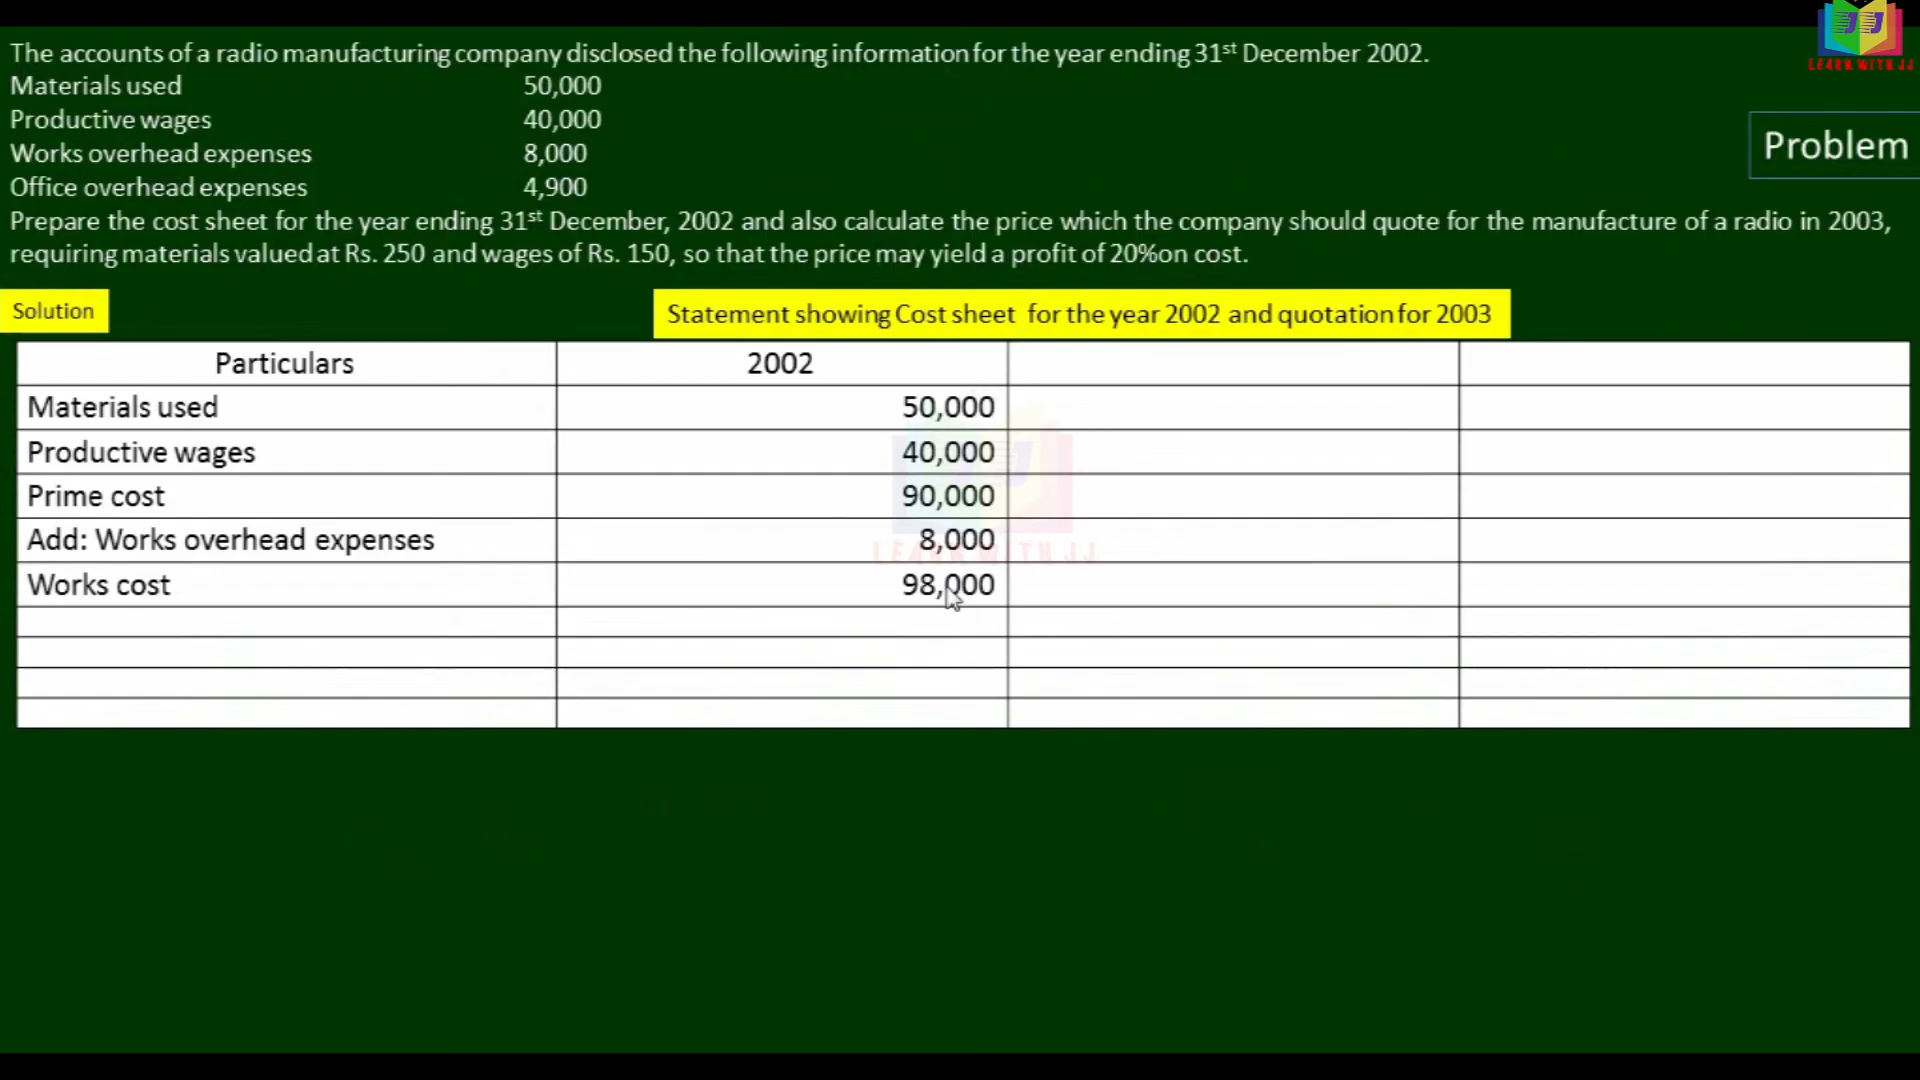 LEARN WITH JJ
The accounts of a radio manufacturing company disclosed the following information for the year ending 31st December 2002.
Materials used 50,000
Productive wages 40,000
Works overhead expenses 8,000
Office overhead expenses 4,900
Problem
Prepare the cost sheet for the year ending 31st December, 2002 and also calculate the price which the company should quote for the manufacture of a radio in 2003,
requiring materials valued at Rs. 250 and wages of Rs. 150, so that the price may yield a profit of 20%on cost.
Solution
Statement showing Cost sheet for the year 2002 and quotation for 2003
Particulars 2002
Materials used 50,000
Productive wages 40,000
Prime cost 90,000
Add: Works overhead expenses 8,000
LEARN WITH JJ
Works cost 98,000